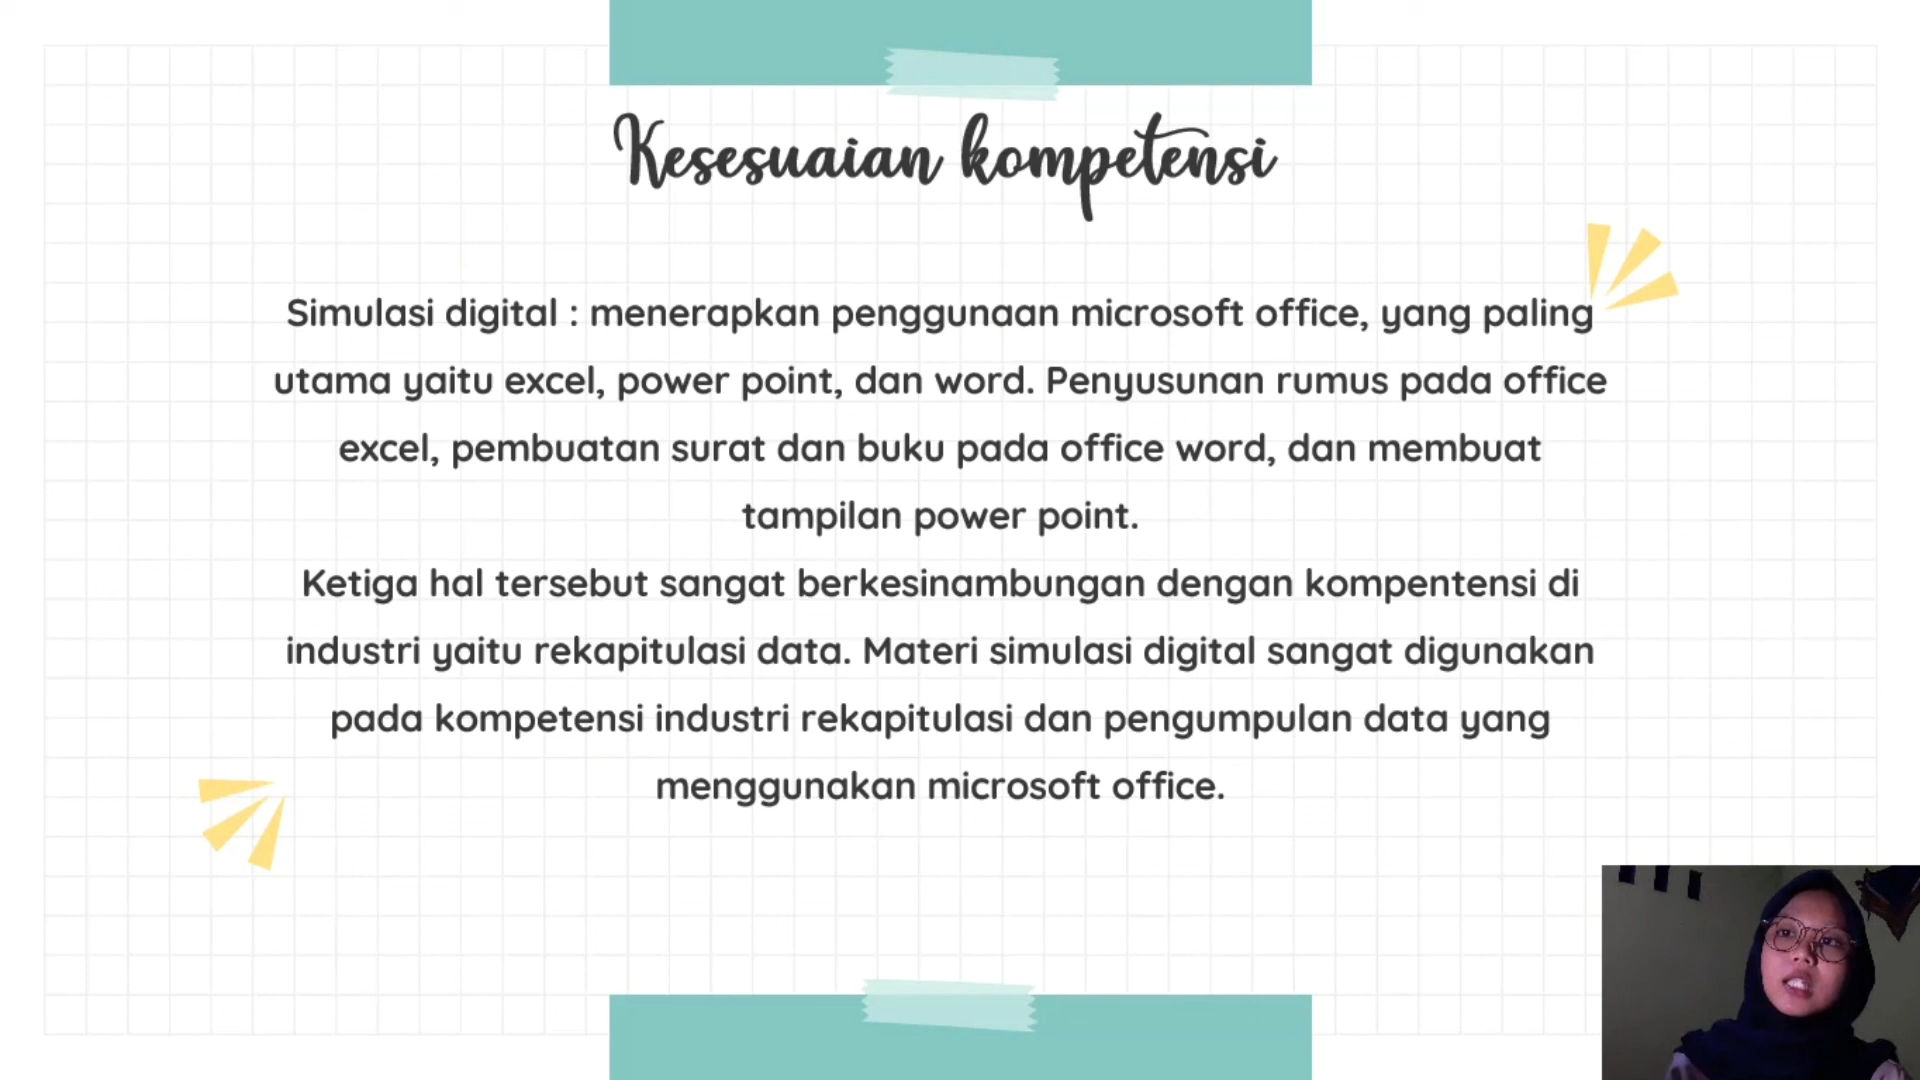 Kesesuaian kompetensi
Simulasi digital : menerapkan penggunaan microsoft office, yang paling
utama yaitu excel, power point, dan word. Penyusunan rumus pada office
excel, pembuatan surat dan buku pada office word, dan membuat
tampilan power point.
Ketiga hal tersebut sangat berkesinambungan dengan kompentensi di
industri yaitu rekapitulasi data. Materi simulasi digital sangat digunakan
pada kompetensi industri rekapitulasi dan pengumpulan data yang
menggunakan microsoft office.